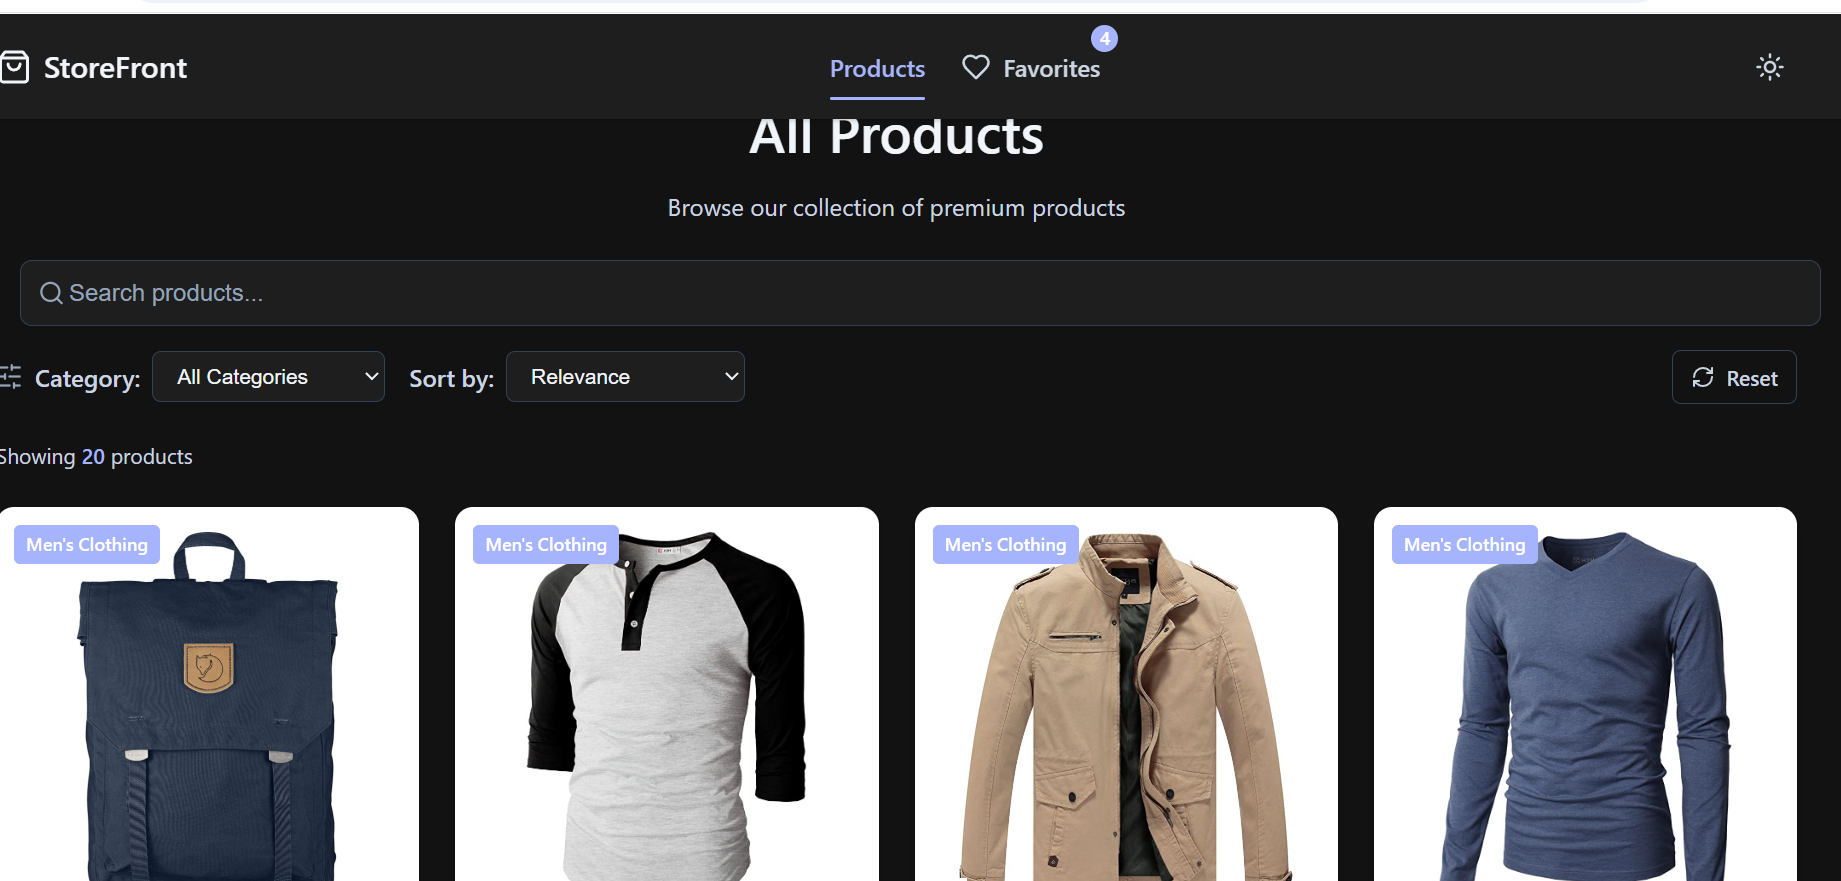 StoreFront
Products
Favorites
4
All Products
Browse our collection of premium products
Search products...
Category:
All Categories
Sort by:
Relevance
Reset
Showing 20 products
Men's Clothing
Men's Clothing
Men's Clothing
Men's Clothing